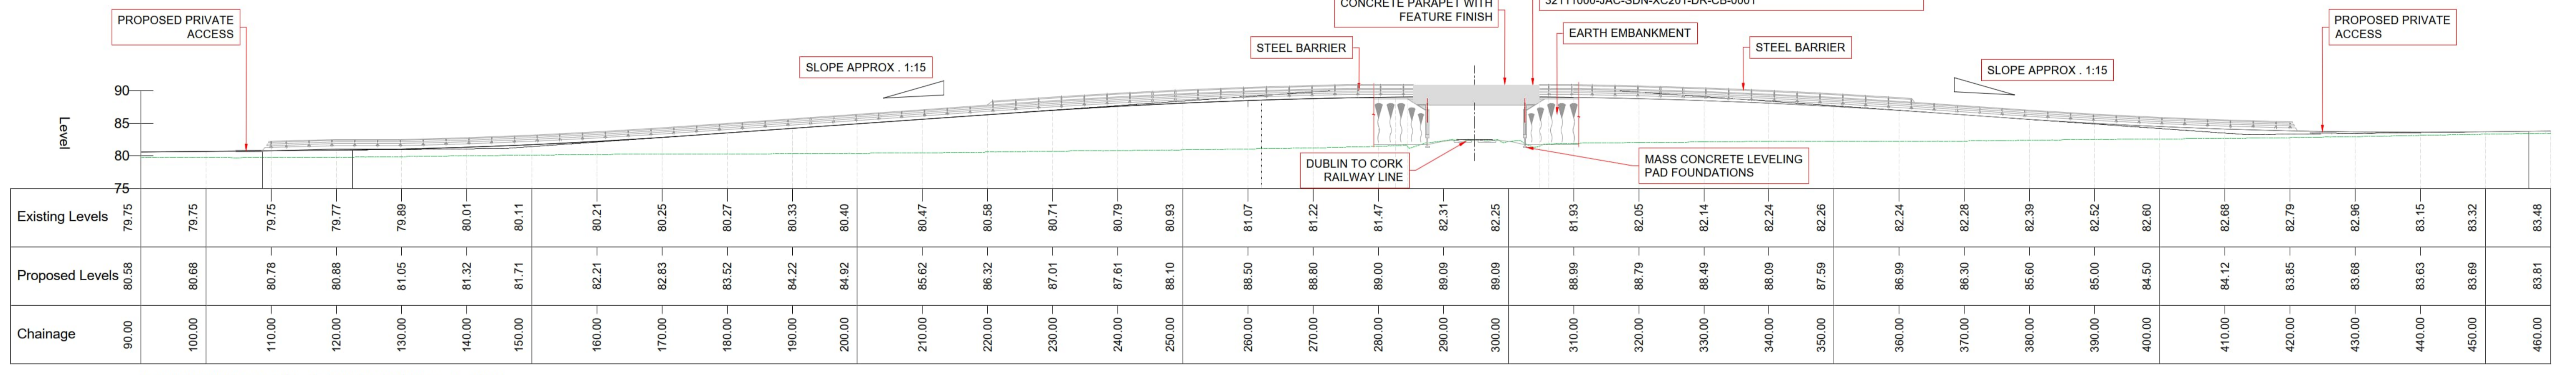 CONCRETE PARAPET WITH
FEATURE FINISH
32111000-JAC-SDN-XC201-DR-CB-0001
PROPOSED PRIVATE
ACCESS
PROPOSED PRIVATE
ACCESS
EARTH EMBANKMENT
STEEL BARRIER
STEEL BARRIER
SLOPE APPROX . 1:15
SLOPE APPROX . 1:15
Level
90
85
80
75
DUBLIN TO CORK
RAILWAY LINE
MASS CONCRETE LEVELING
PAD FOUNDATIONS
Existing Levels 79.75 79.75 79.75 79.77 79.89 80.01 80.11 80.21 80.25 80.27 80.33 80.40 80.47 80.58 80.71 80.79 80.93 81.07 81.22 81.47 82.31 82.25 81.93 82.05 82.14 82.24 82.26 82.24 82.28 82.39 82.52 82.60 82.68 82.79 82.96 83.15 83.32 83.48
Proposed Levels 80.58 80.68 80.78 80.88 81.05 81.32 81.71 82.21 82.83 83.52 84.22 84.92 85.62 86.32 87.01 87.61 88.10 88.50 88.80 89.00 89.09 89.09 88.99 88.79 88.49 88.09 87.59 86.99 86.30 85.60 85.00 84.50 84.12 83.85 83.68 83.63 83.69 83.81
Chainage 90.00 100.00 110.00 120.00 130.00 140.00 150.00 160.00 170.00 180.00 190.00 200.00 210.00 220.00 230.00 240.00 250.00 260.00 270.00 280.00 290.00 300.00 310.00 320.00 330.00 340.00 350.00 360.00 370.00 380.00 390.00 400.00 410.00 420.00 430.00 440.00 450.00 460.00